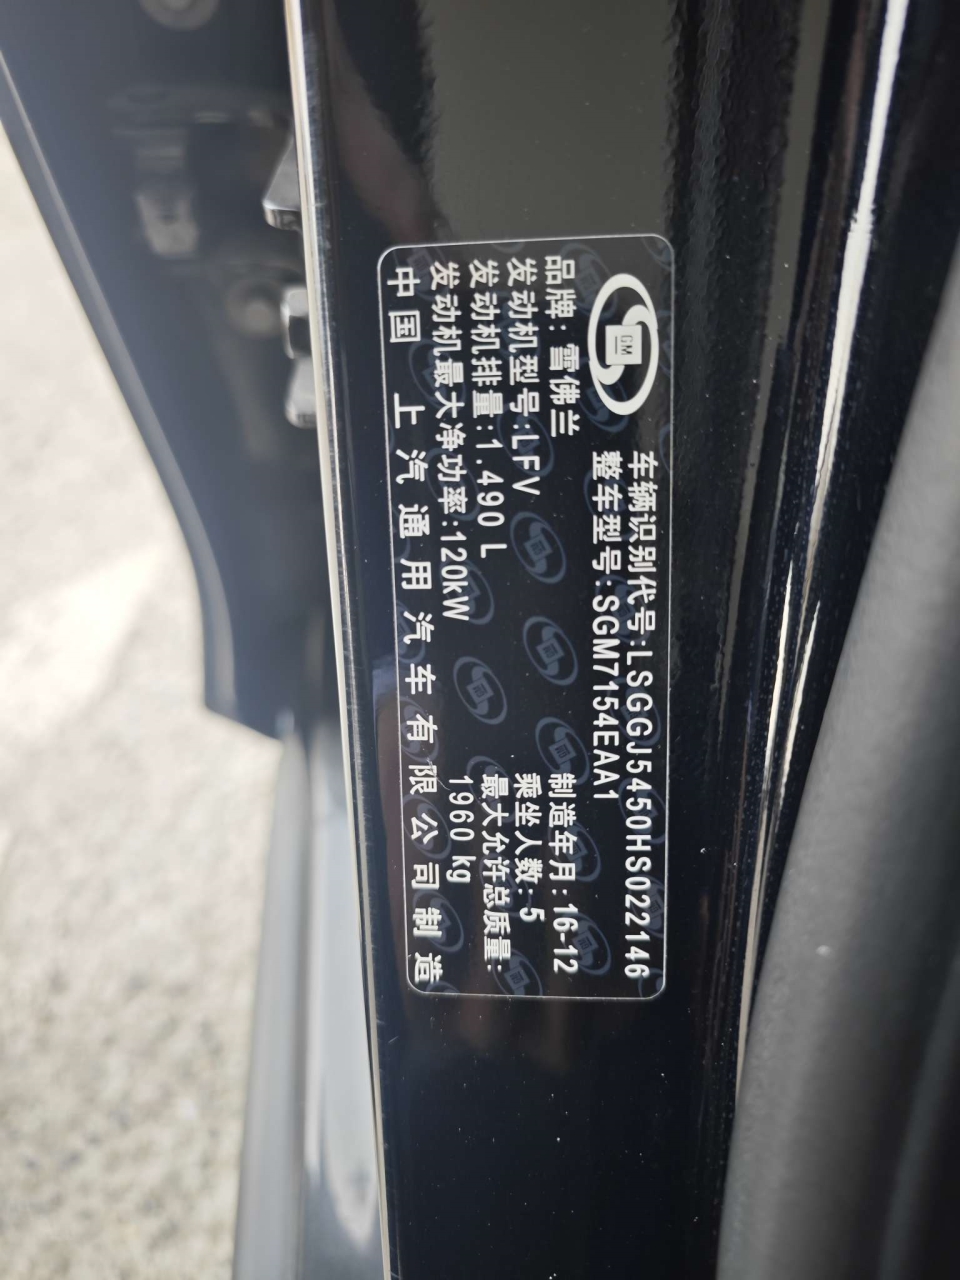 GM
车辆识别代号:LSGGJ5450HS022146
整车型号:SGM7154EAA1
品牌:雪佛兰
制造年月:16-12
发动机型号:LFV
乘坐人数:5
发动机排量:1.490 L
最大允许总质量:
发动机最大净功率:120kW
1960 kg
中国 上汽通用汽车有限公司制造